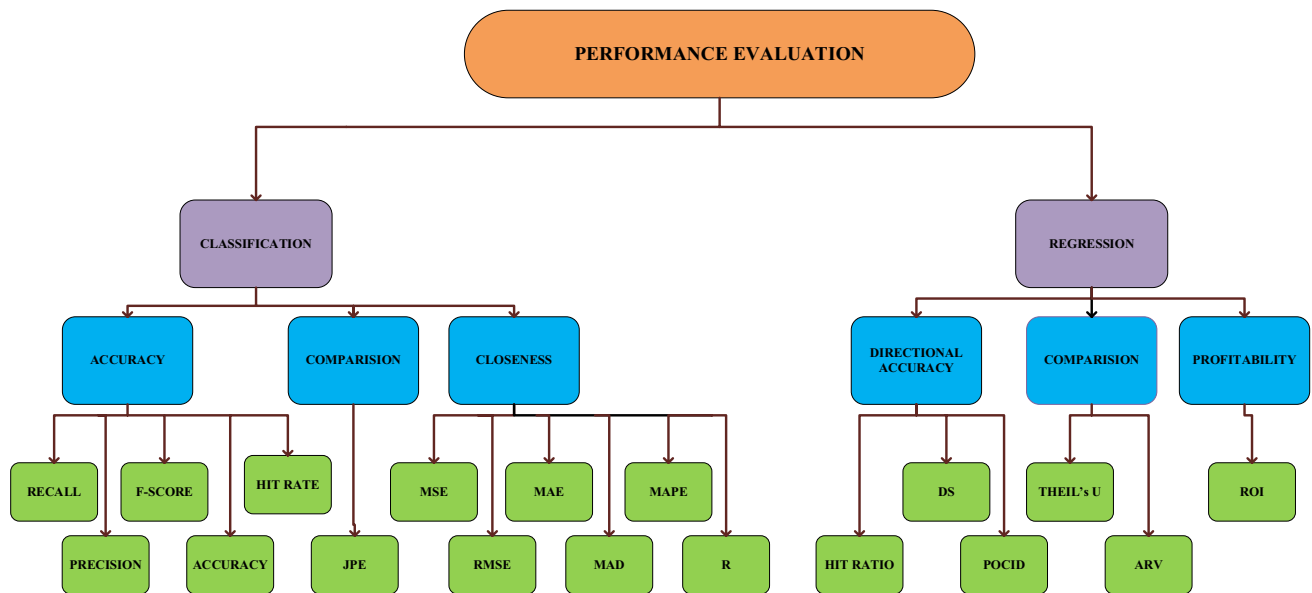 PERFORMANCE EVALUATION
CLASSIFICATION
REGRESSION
ACCURACY
COMPARISION
CLOSENESS
DIRECTIONAL
ACCURACY
COMPARISION
PROFITABILITY
RECALL
F-SCORE
HIT RATE
MSE
MAE
MAPE
DS
THEIL's U
ROI
PRECISION
ACCURACY
JPE
RMSE
MAD
R
HIT RATIO
POCID
ARV